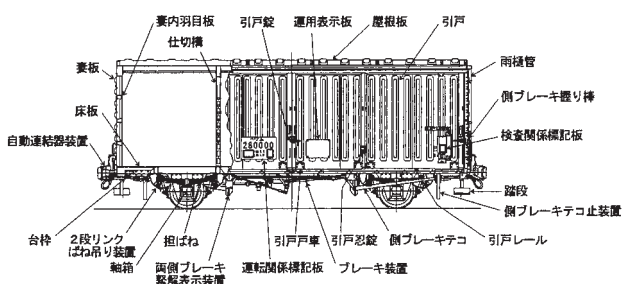 妻内羽目板
引戸錠
運用表示板
屋根板
引戸
仕切構
妻板
雨樋管
床板
側ブレーキ握り棒
自動連結器装置
検査関係標記板
280000
踏段
側ブレーキテコ止装置
台枠
2段リンク
ばね吊り装置
担ばね
軸箱
両側ブレーキ
緊解表示装置
引戸戸車
運転関係標記板
引戸忍錠
ブレーキ装置
側ブレーキテコ
引戸レール